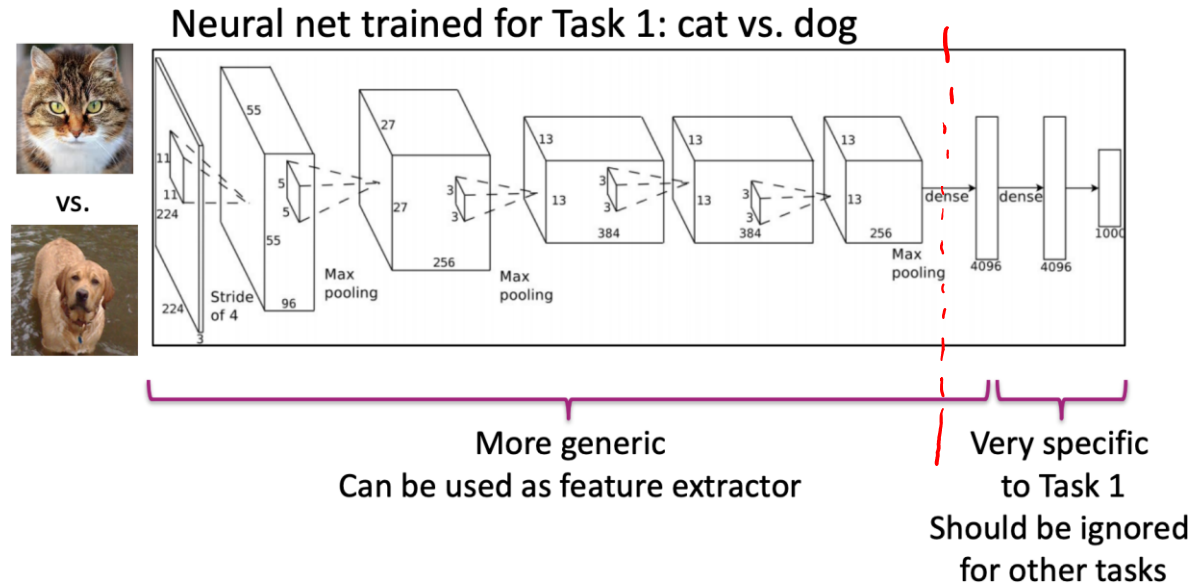 Neural net trained for Task 1: cat vs. dog
vs.
11
11
224
224
3
Stride
of 4
55
55
96
5
5
Max
pooling
27
27
256
3
3
Max
pooling
13
13
384
3
3
13
13
384
3
3
13
13
256
Max
pooling
dense
4096
dense
4096
1000
More generic
Can be used as feature extractor
Very specific
to Task 1
Should be ignored
for other tasks